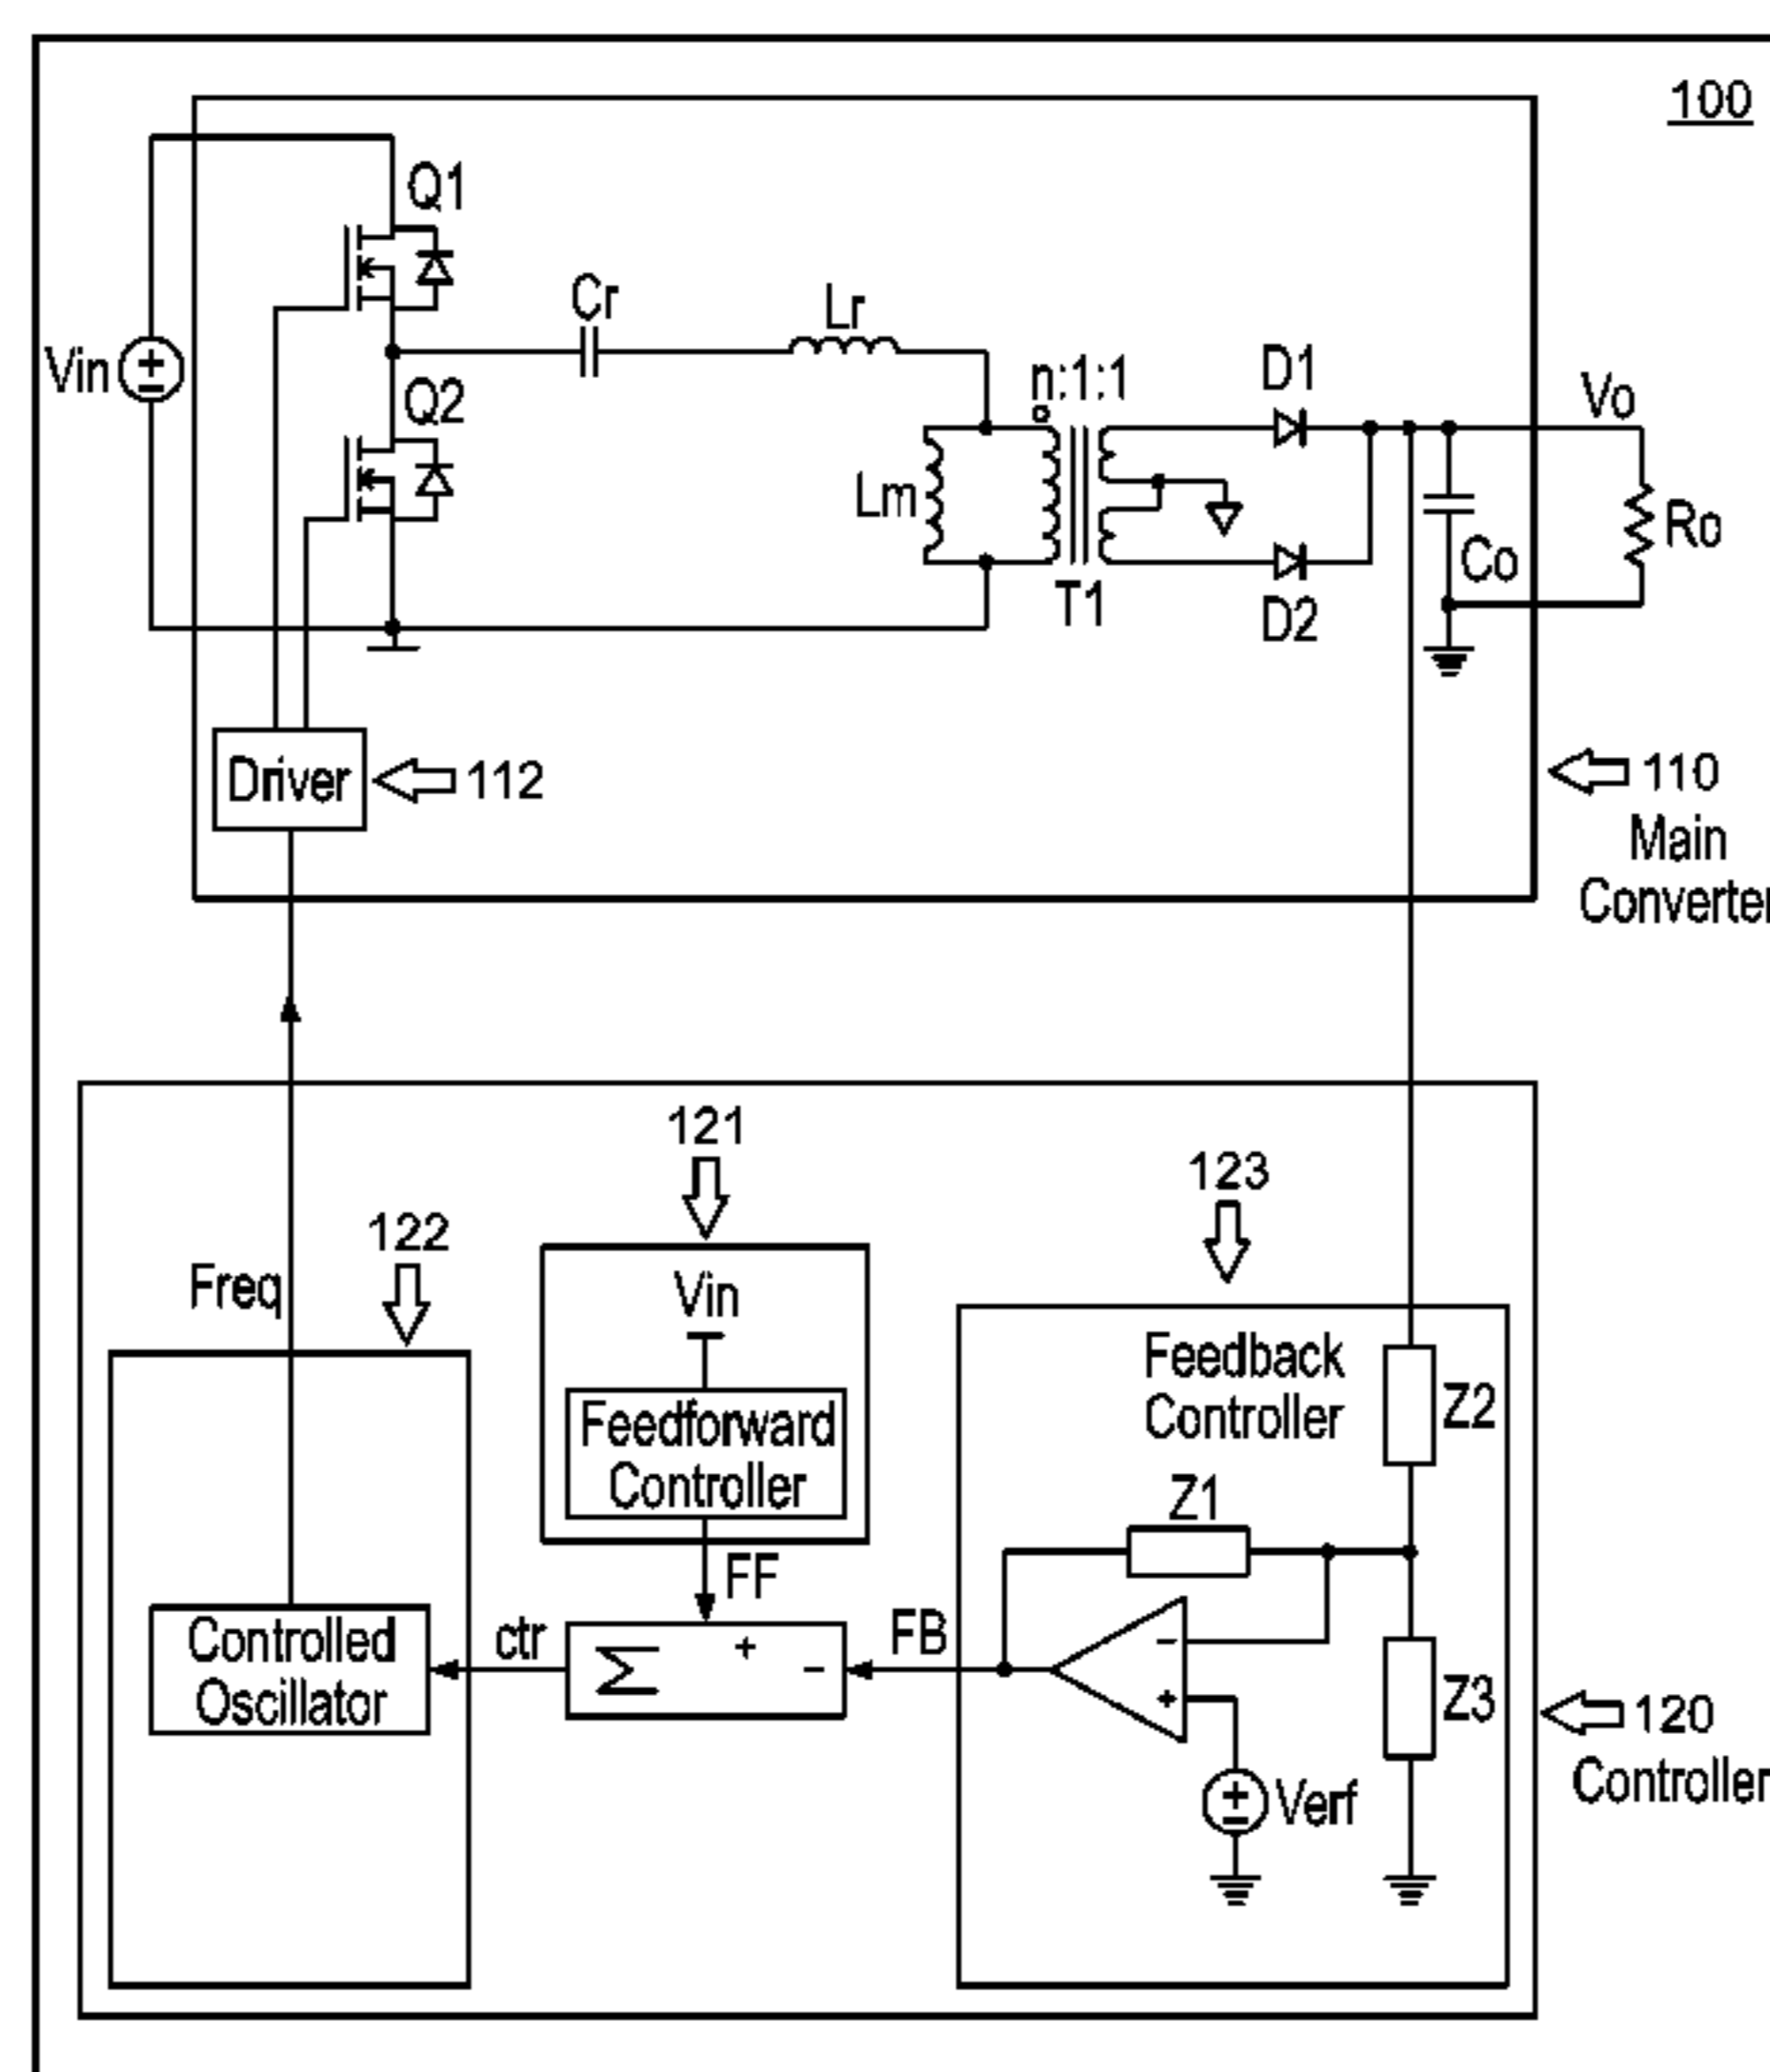 100
Q1
Cr
Lr
n:1:1
D1
Vin
Q2
Vo
Lm
Ro
Co
T1
D2
Driver
112
110
Main
Converter
121
123
122
Freq
Vin
Feedback
Controller
Z2
Feedforward
Controller
Z1
FF
FB
ctr
Controlled
Oscillator
Σ
+
-
-
+
Z3
120
Controller
Verf